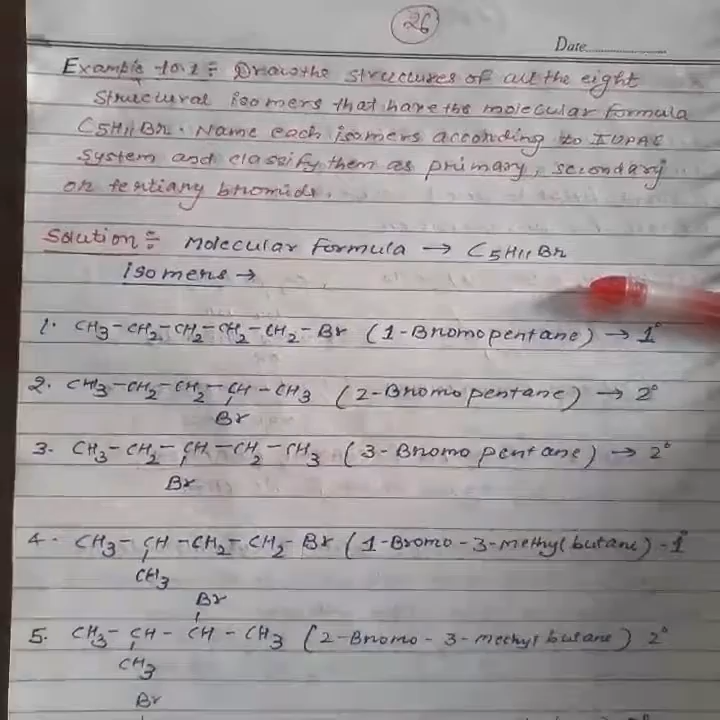 26
Date
Example 10.1 :- Draw the structures of all the eight
structural isomers that have the molecular formula
C5H11Br. Name each isomers according to IUPAC
system and classify them as primary, secondary
or tertiary bromide.
Solution :- Molecular formula → C5H11Br
isomers →
1. CH3-CH2-CH2-CH2-CH2-Br (1-Bromopentane) → 1°
2. CH3-CH2-CH2-CH-CH3 (2-Bromopentane) → 2°
Br
3. CH3-CH2-CH-CH2-CH3 (3-Bromopentane) → 2°
Br
4. CH3-CH-CH2-CH2-Br (1-Bromo-3-methylbutane) - 1°
CH3
Br
5. CH3-CH-CH-CH3 (2-Bromo-3-methylbutane) 2°
CH3
Br